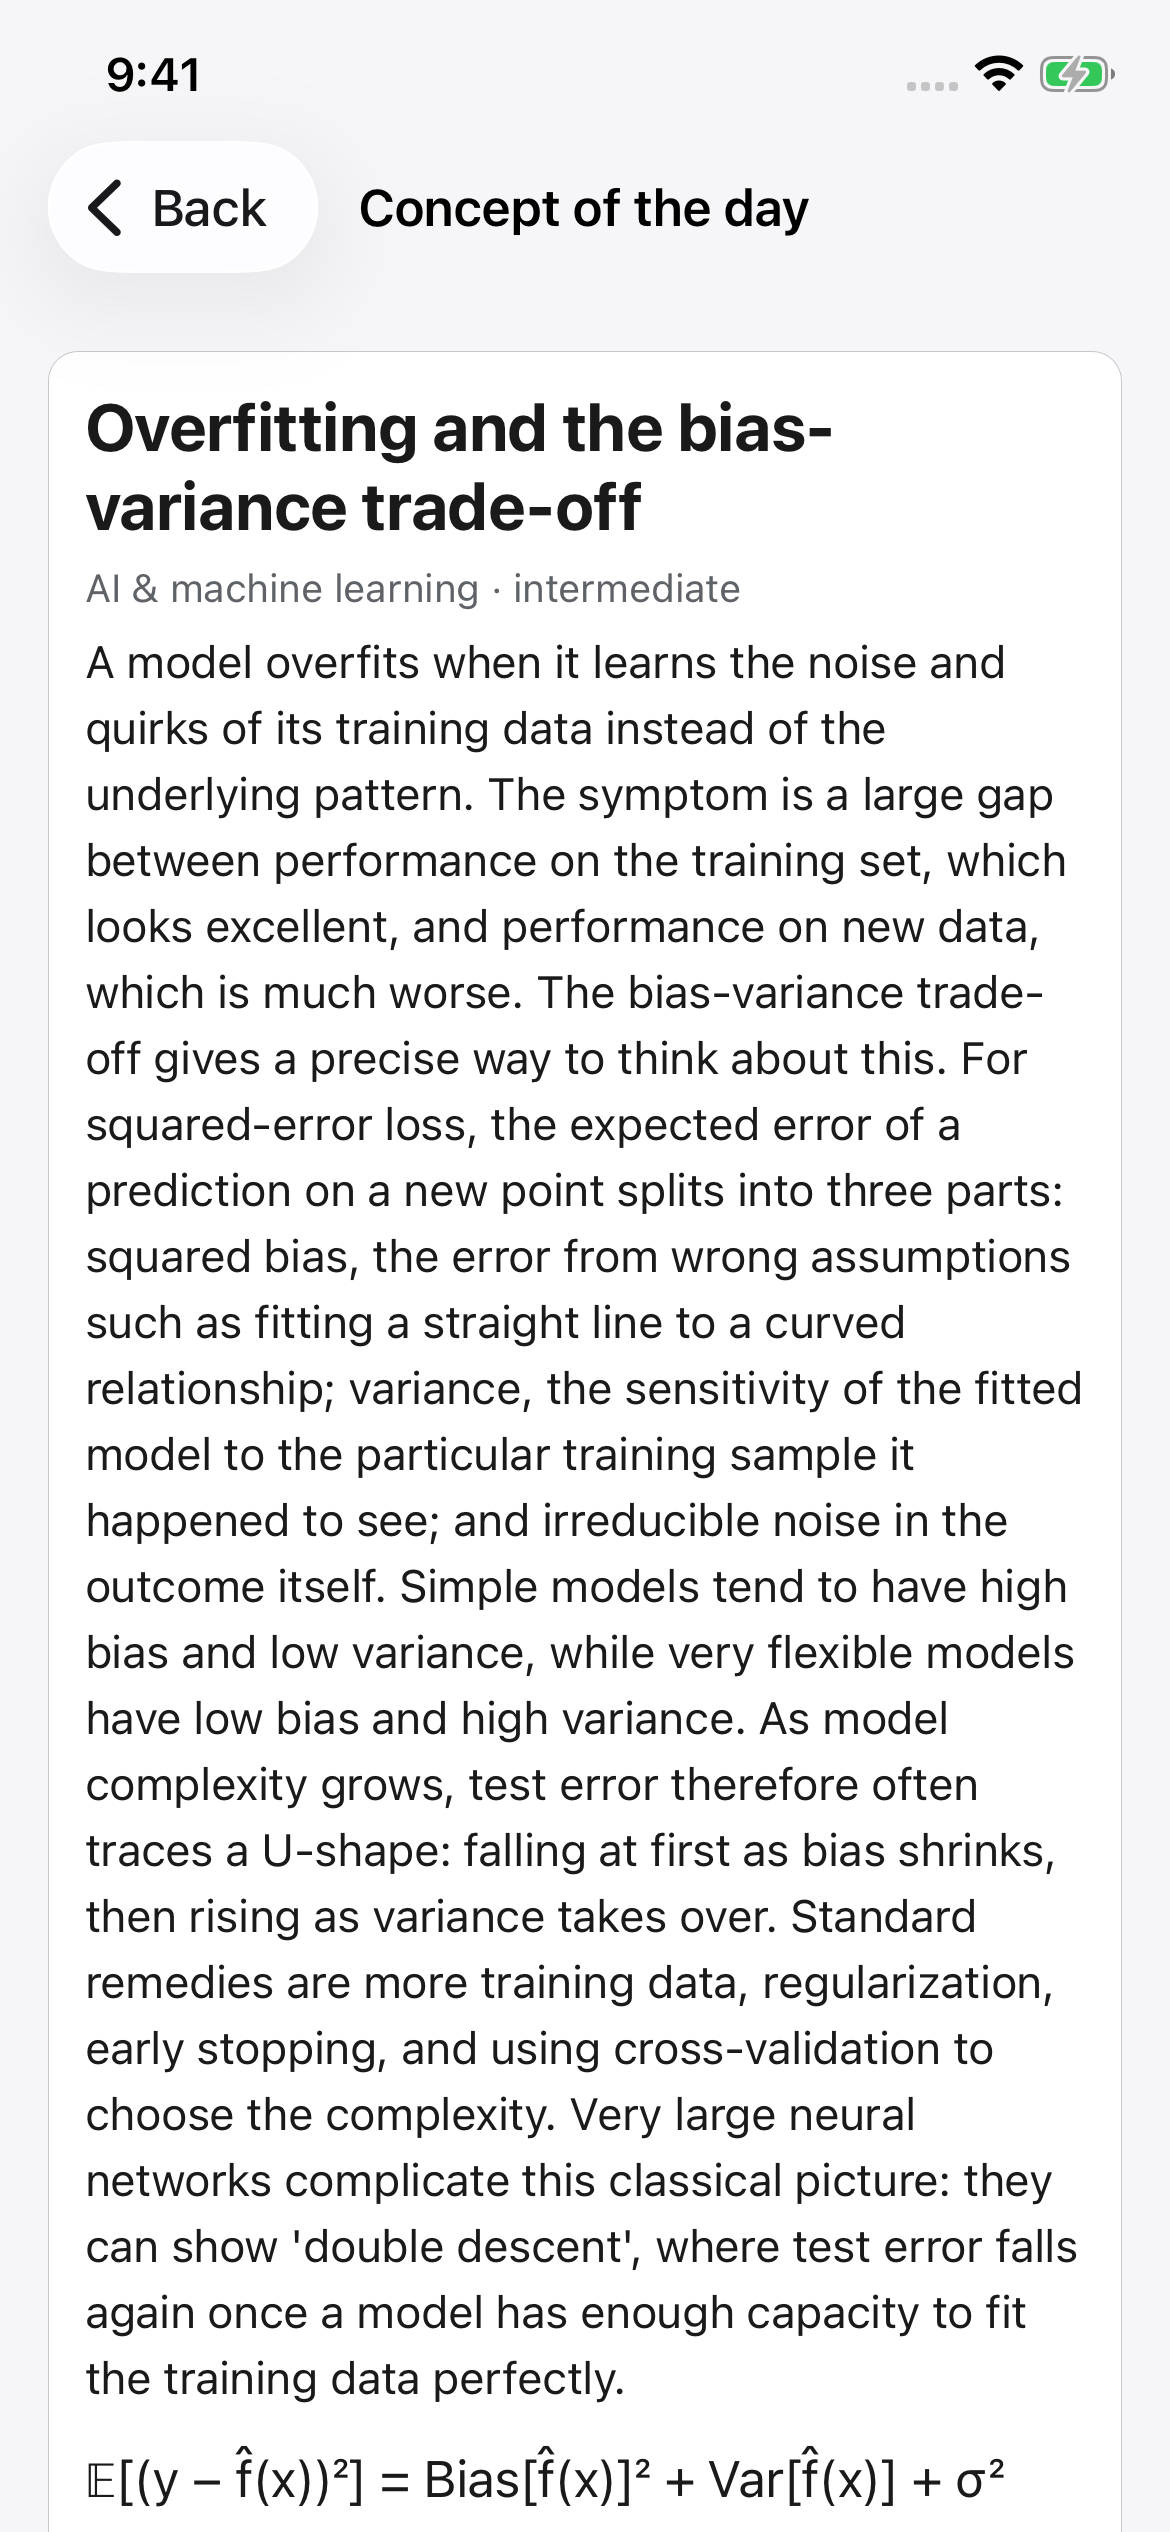 9:41
Back
Concept of the day
Overfitting and the bias-
variance trade-off
AI & machine learning · intermediate
A model overfits when it learns the noise and
quirks of its training data instead of the
underlying pattern. The symptom is a large gap
between performance on the training set, which
looks excellent, and performance on new data,
which is much worse. The bias-variance trade-
off gives a precise way to think about this. For
squared-error loss, the expected error of a
prediction on a new point splits into three parts:
squared bias, the error from wrong assumptions
such as fitting a straight line to a curved
relationship; variance, the sensitivity of the fitted
model to the particular training sample it
happened to see; and irreducible noise in the
outcome itself. Simple models tend to have high
bias and low variance, while very flexible models
have low bias and high variance. As model
complexity grows, test error therefore often
traces a U-shape: falling at first as bias shrinks,
then rising as variance takes over. Standard
remedies are more training data, regularization,
early stopping, and using cross-validation to
choose the complexity. Very large neural
networks complicate this classical picture: they
can show 'double descent', where test error falls
again once a model has enough capacity to fit
the training data perfectly.
𝔼[(y − f̂(x))²] = Bias[f̂(x)]² + Var[f̂(x)] + σ²